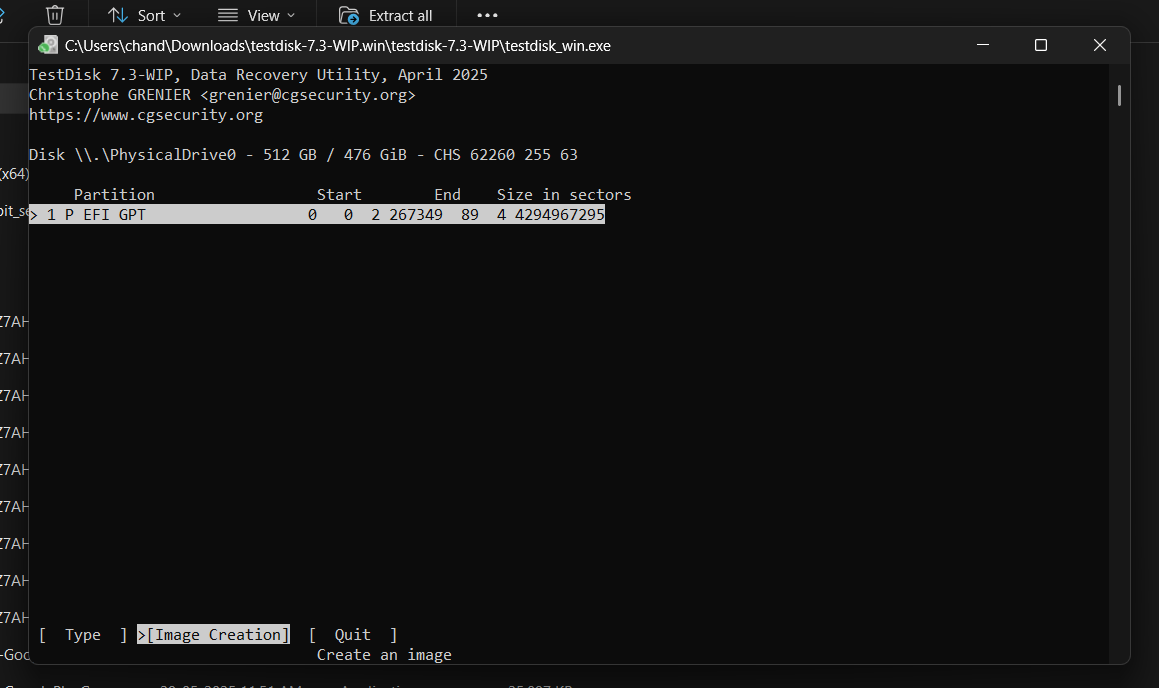 Sort View Extract all ...
C:\Users\chand\Downloads\testdisk-7.3-WIP.win\testdisk-7.3-WIP\testdisk_win.exe
TestDisk 7.3-WIP, Data Recovery Utility, April 2025
Christophe GRENIER <grenier@cgsecurity.org>
https://www.cgsecurity.org
Disk \\.\PhysicalDrive0 - 512 GB / 476 GiB - CHS 62260 255 63
(x64)
Partition Start End Size in sectors
> 1 P EFI GPT 0 0 2 267349 89 4 4294967295
Z7AH
Z7AH
Z7AH
Z7AH
Z7AH
Z7AH
Z7AH
Z7AH
Z7AH
[ Type ] >[Image Creation] [ Quit ]
Create an image